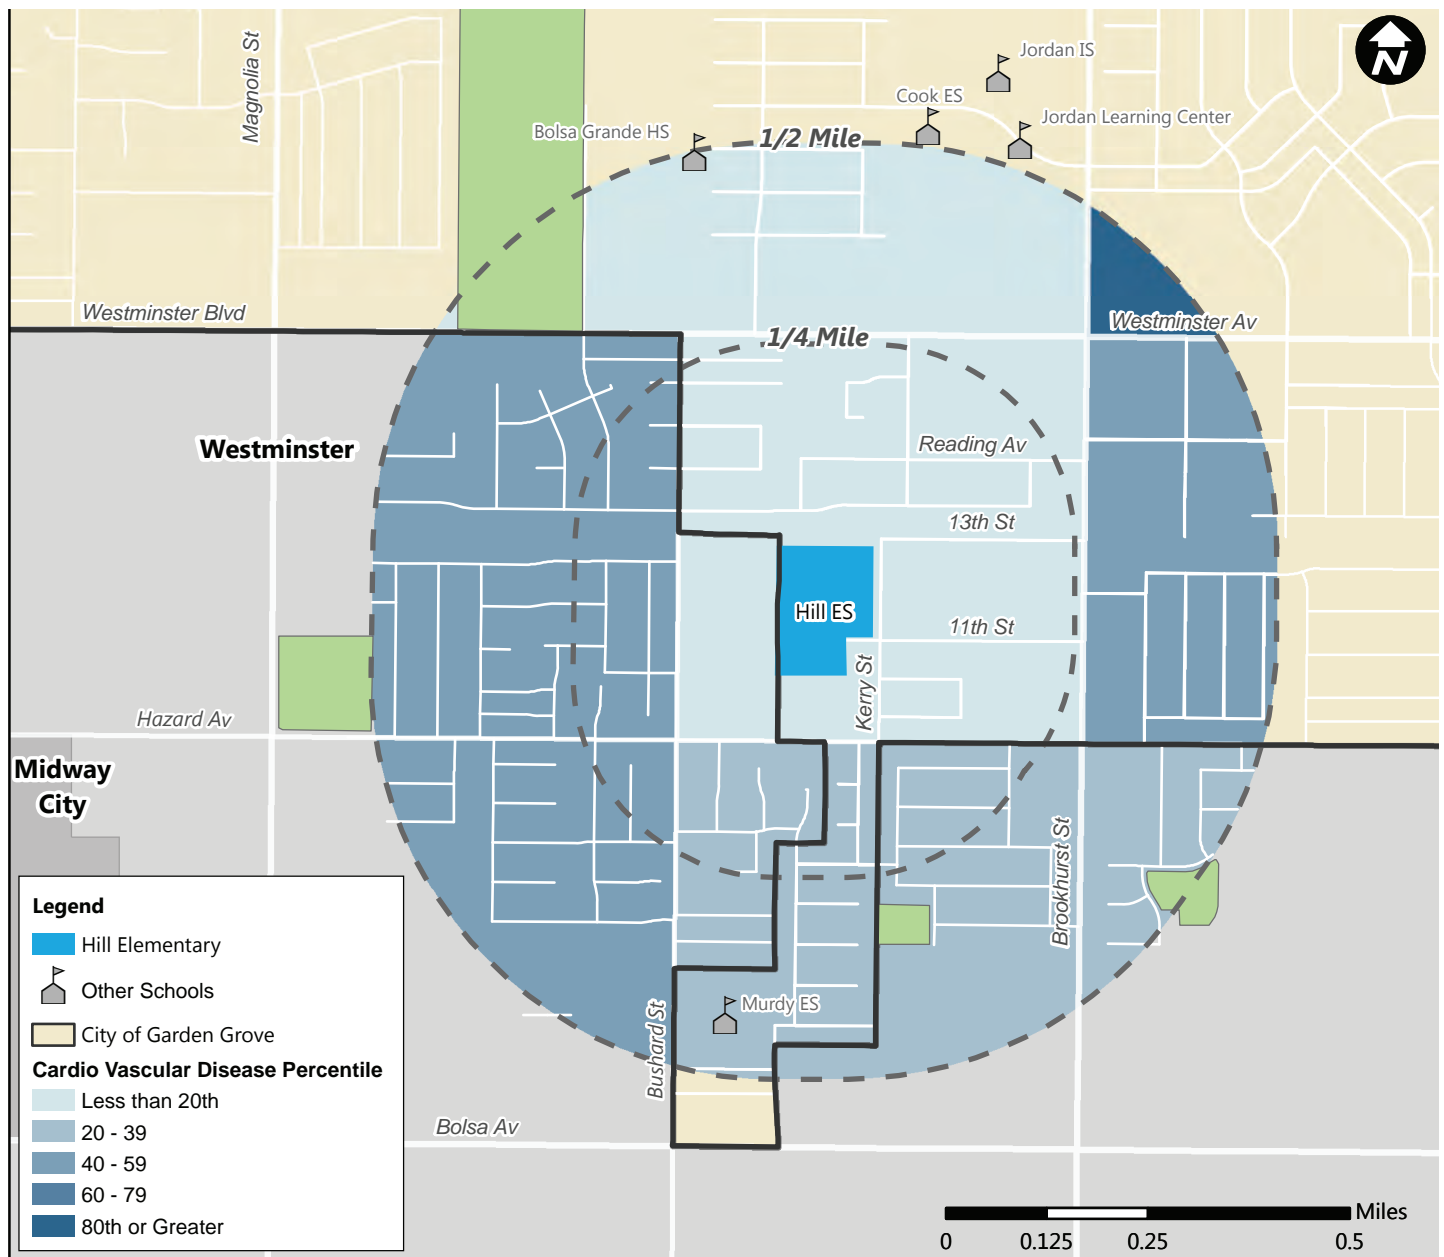 Magnolia St
Jordan IS
N
Cook ES
Jordan Learning Center
Bolsa Grande HS
1/2 Mile
Westminster Blvd
Westminster Av
1/4 Mile
Westminster
Reading Av
13th St
Hill ES
11th St
Kerry St
Hazard Av
Midway
City
Brookhurst St
Legend
Hill Elementary
Other Schools
City of Garden Grove
Cardio Vascular Disease Percentile
Less than 20th
20 - 39
40 - 59
60 - 79
80th or Greater
Murdy ES
Bushard St
Bolsa Av
Miles
0 0.125 0.25 0.5